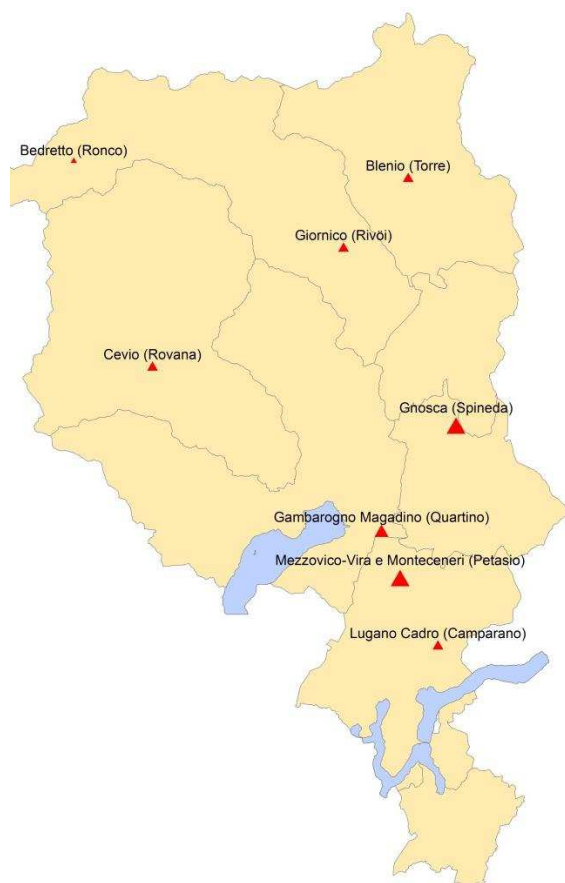 Bedretto (Ronco)
Blenio (Torre)
Giornico (Rivöi)
Cevio (Rovana)
Gnosca (Spineda)
Gambarogno Magadino (Quartino)
Mezzovico-Vira e Monteceneri (Petasio)
Lugano Cadro (Camparano)